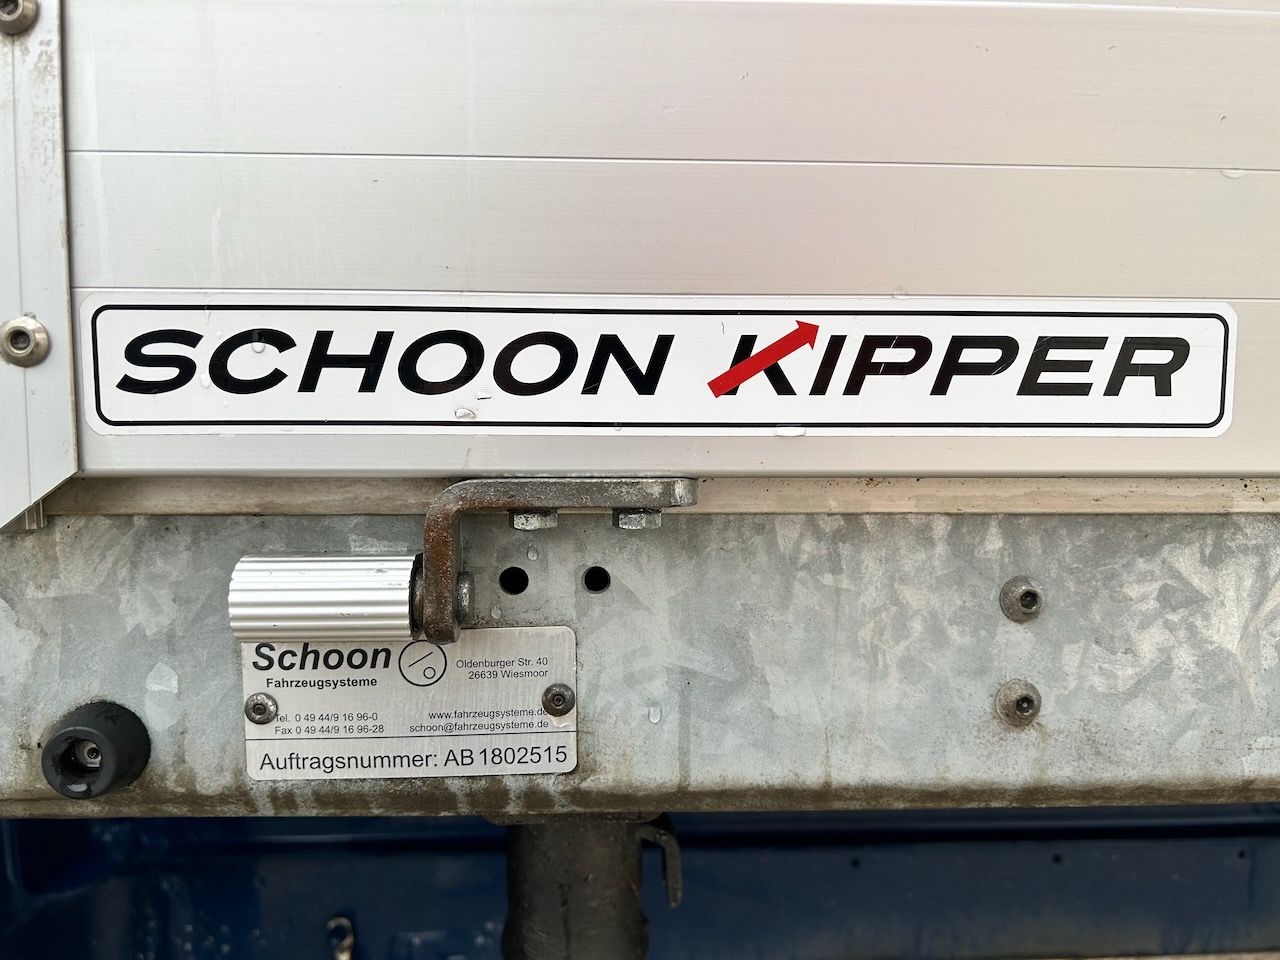 SCHOON KIPPER
Schoon
Fahrzeugsysteme
Oldenburger Str. 40
26639 Wiesmoor
Tel. 0 49 44/9 16 96-0
Fax 0 49 44/9 16 96-28
www.fahrzeugsysteme.de
schoon@fahrzeugsysteme.de
Auftragsnummer: AB 1802515